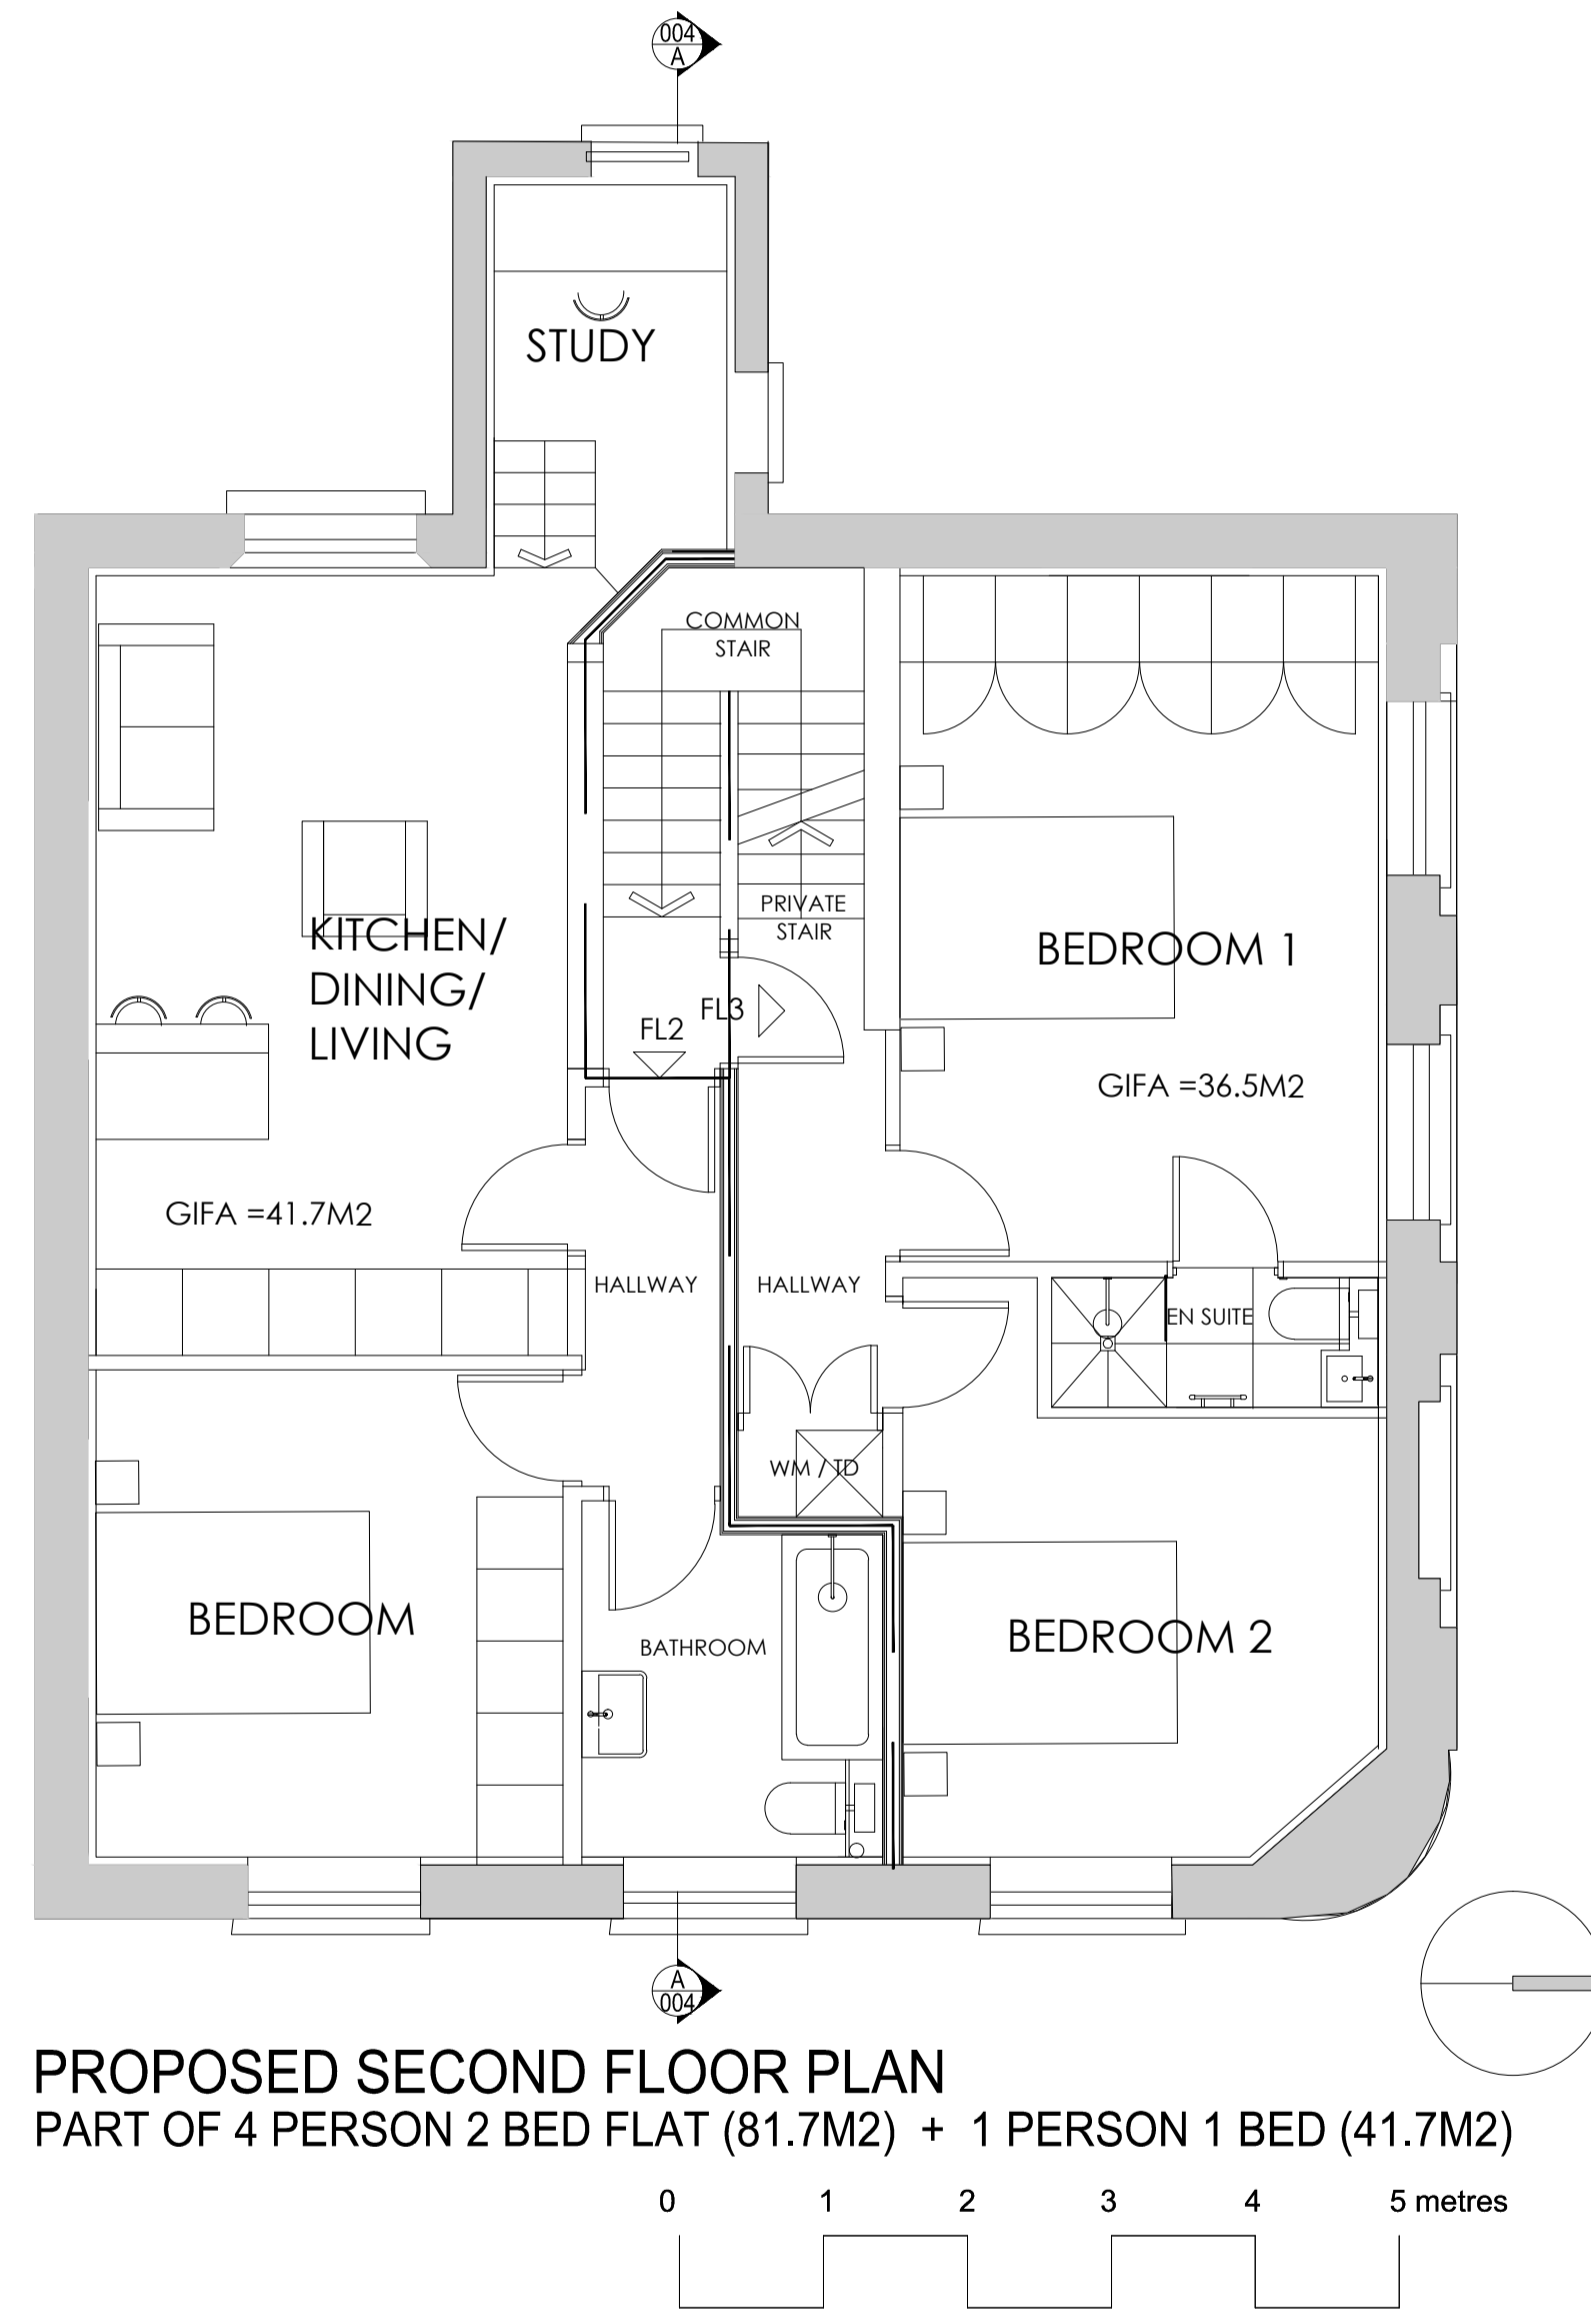 004
A
STUDY
COMMON
STAIR
PRIVATE
STAIR
KITCHEN/
DINING/
LIVING
BEDROOM 1
FL3
FL2
GIFA =36.5M2
GIFA =41.7M2
HALLWAY
HALLWAY
EN SUITE
WM / TD
BEDROOM
BATHROOM
BEDROOM 2
A
004
PROPOSED SECOND FLOOR PLAN
PART OF 4 PERSON 2 BED FLAT (81.7M2) + 1 PERSON 1 BED (41.7M2)
0 1 2 3 4 5 metres